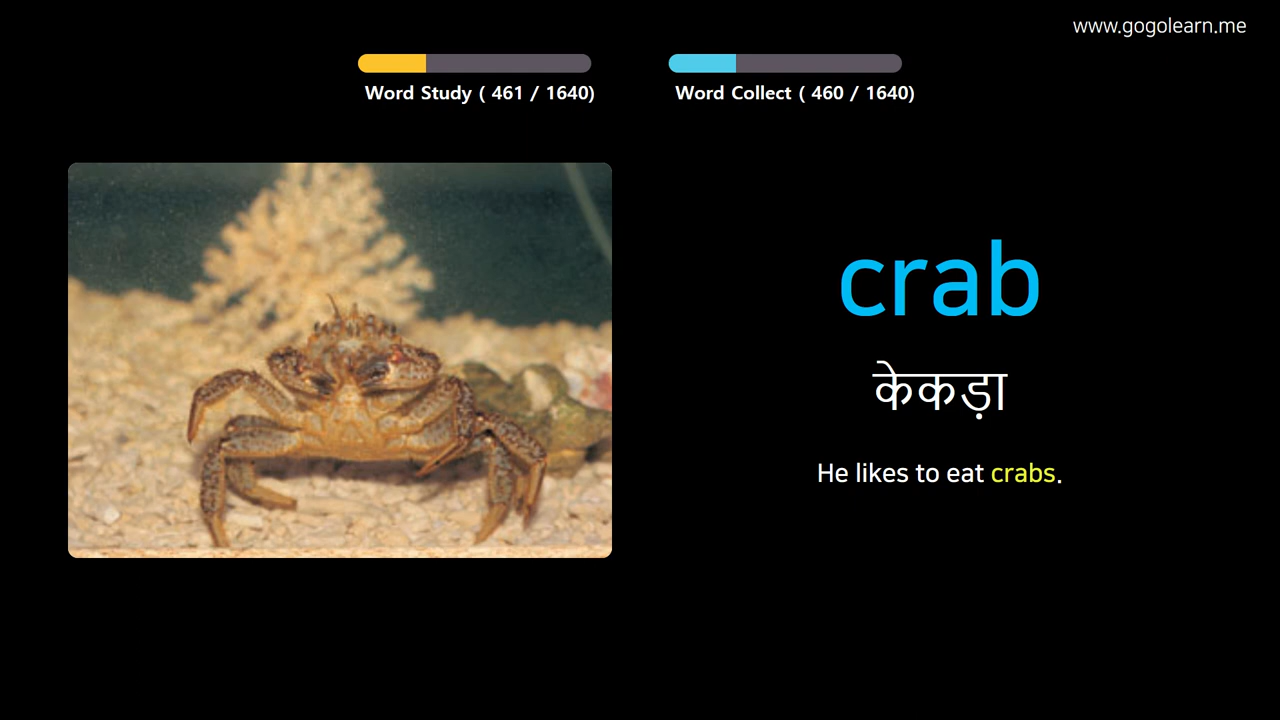 www.gogolearn.me
Word Study ( 461 / 1640)
Word Collect ( 460 / 1640)
crab
केकड़ा
He likes to eat crabs.